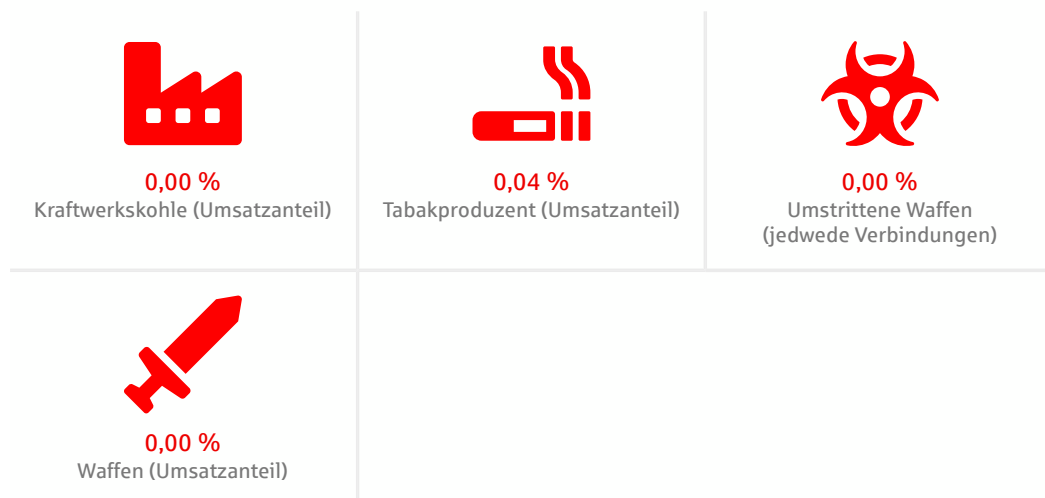 0,00 %
Kraftwerkskohle (Umsatzanteil)
0,04 %
Tabakproduzent (Umsatzanteil)
0,00 %
Umstrittene Waffen
(jedwede Verbindungen)
0,00 %
Waffen (Umsatzanteil)